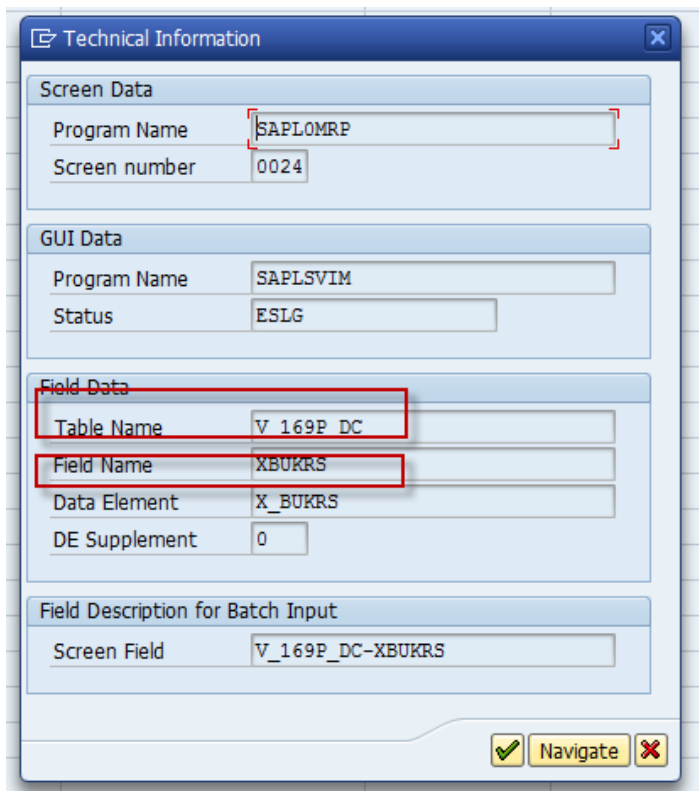 Technical Information
Screen Data
Program Name SAPL0MRP
Screen number 0024
GUI Data
Program Name SAPLSVIM
Status ESLG
Field Data
Table Name V_169P_DC
Field Name XBUKRS
Data Element X_BUKRS
DE Supplement 0
Field Description for Batch Input
Screen Field V_169P_DC-XBUKRS
Navigate